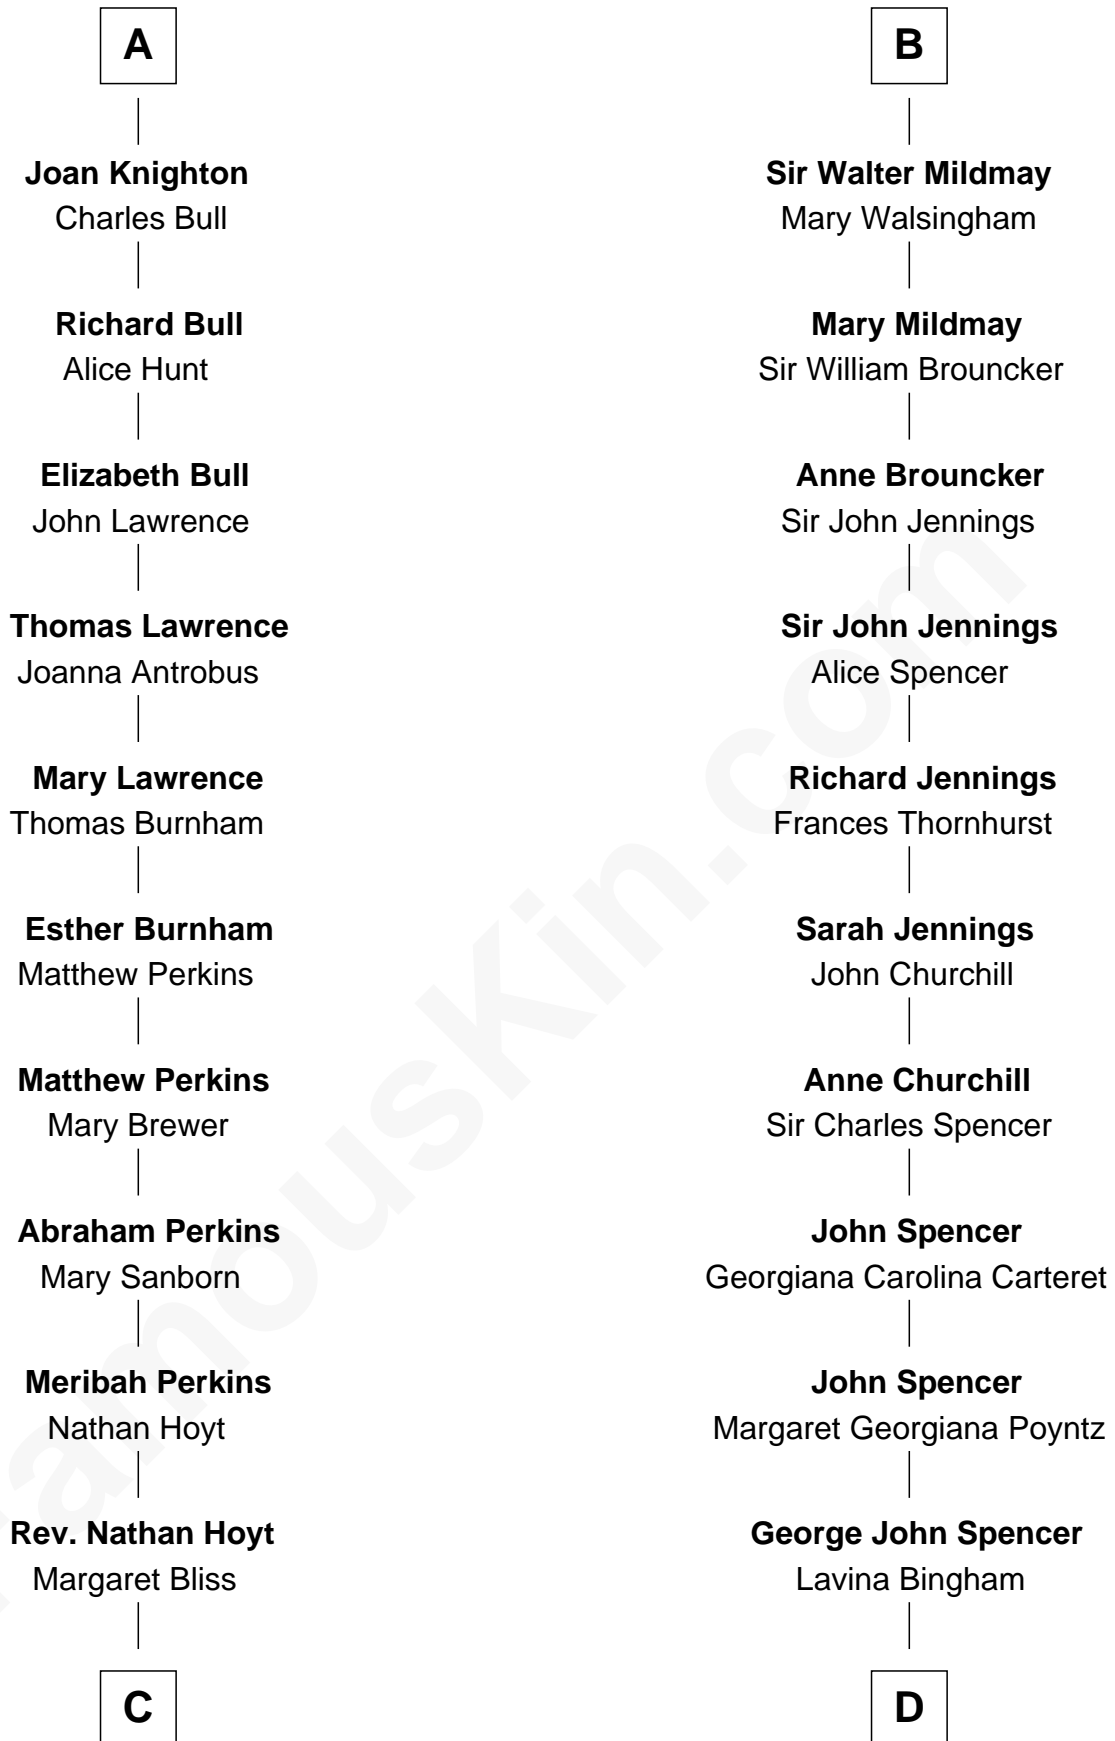 A
Joan Knighton
Charles Bull
Richard Bull
Alice Hunt
Elizabeth Bull
John Lawrence
Thomas Lawrence
Joanna Antrobus
Mary Lawrence
Thomas Burnham
Esther Burnham
Matthew Perkins
Matthew Perkins
Mary Brewer
Abraham Perkins
Mary Sanborn
Meribah Perkins
Nathan Hoyt
Rev. Nathan Hoyt
Margaret Bliss
C
B
Sir Walter Mildmay
Mary Walsingham
Mary Mildmay
Sir William Brouncker
Anne Brouncker
Sir John Jennings
Sir John Jennings
Alice Spencer
Richard Jennings
Frances Thornhurst
Sarah Jennings
John Churchill
Anne Churchill
Sir Charles Spencer
John Spencer
Georgiana Carolina Carteret
John Spencer
Margaret Georgiana Poyntz
George John Spencer
Lavina Bingham
D
FamousKin.com